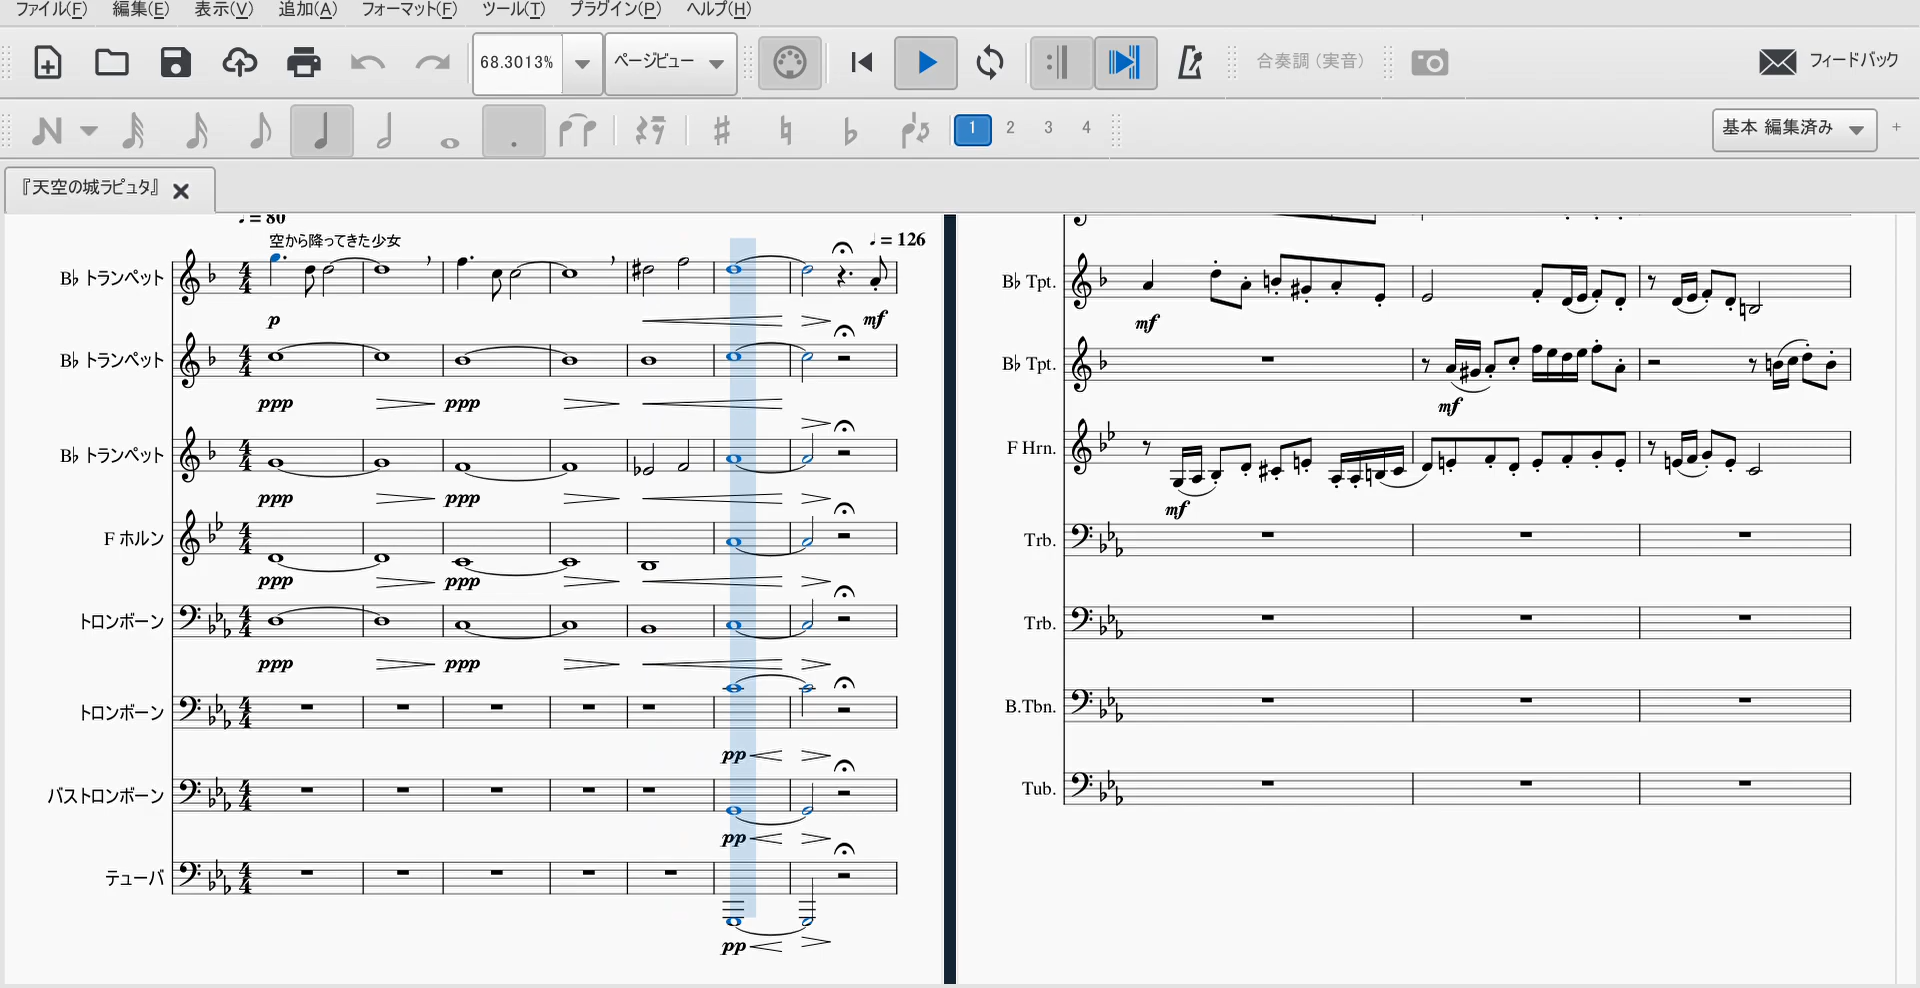 ファイル(F) 編集(E) 表示(V) 追加(A) フォーマット(F) ツール(T) プラグイン(P) ヘルプ(H)
68.3013% ページビュー 合奏調 (実音) フィードバック
1 2 3 4 基本 編集済み +
『天空の城ラピュタ』
♩. = 80
空から降ってきた少女
♩ = 126
B♭ トランペット
p mf
B♭ トランペット
ppp ppp
B♭ トランペット
ppp ppp
F ホルン
ppp ppp
トロンボーン
ppp ppp
トロンボーン
pp
バストロンボーン
pp
テューバ
pp
B♭ Tpt.
mf
B♭ Tpt.
mf
F Hrn.
mf
Trb.
Trb.
B.Tbn.
Tub.